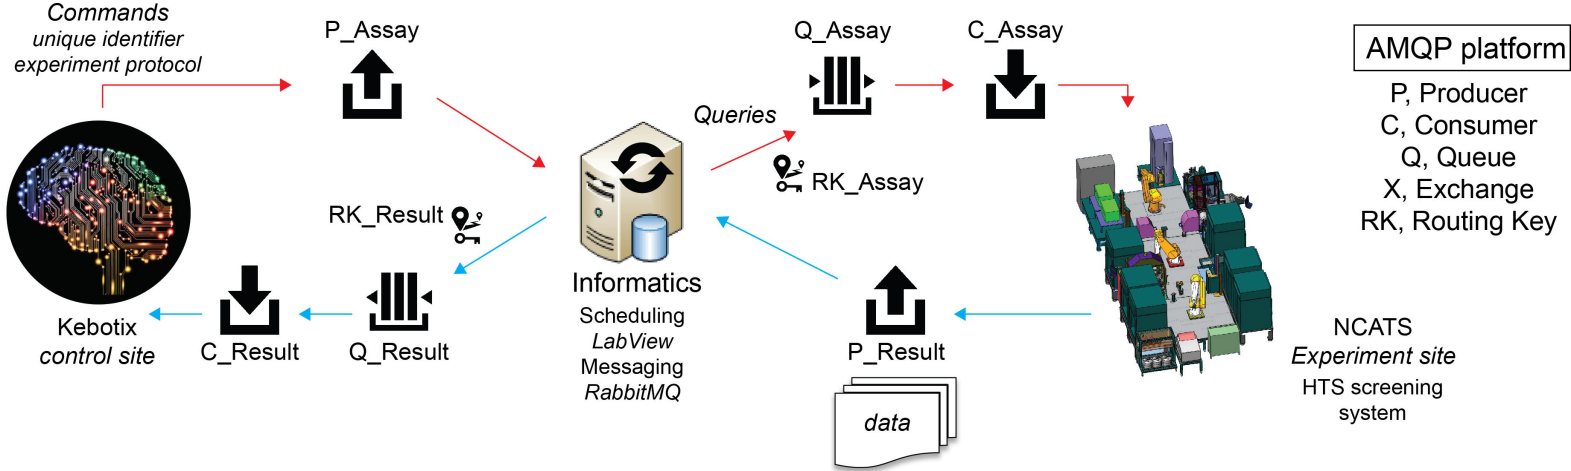 Commands
unique identifier
experiment protocol
P_Assay
Q_Assay
C_Assay
AMQP platform
P, Producer
C, Consumer
Q, Queue
X, Exchange
RK, Routing Key
Queries
RK_Assay
RK_Result
Informatics
Scheduling
LabView
Messaging
RabbitMQ
Kebotix
control site
C_Result
Q_Result
P_Result
data
NCATS
Experiment site
HTS screening
system